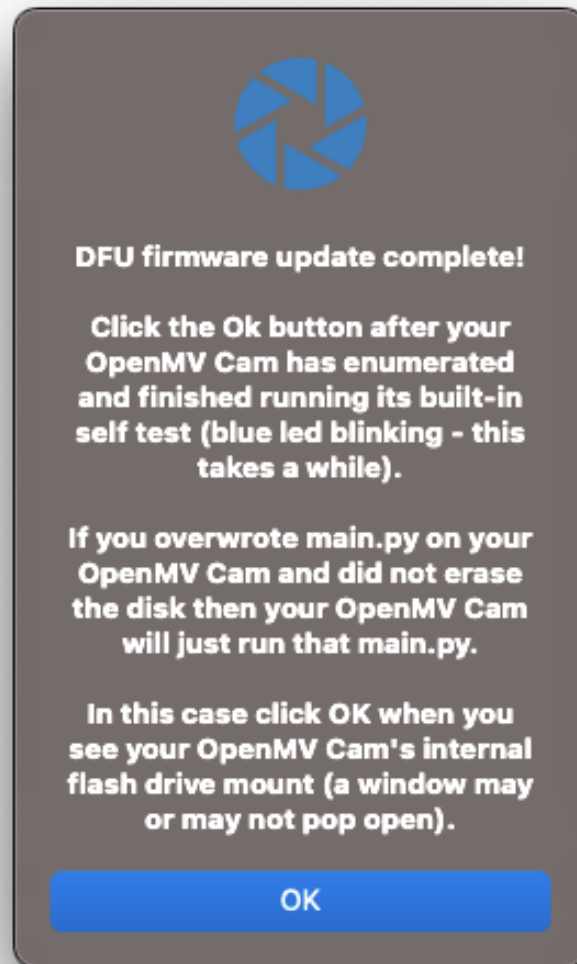 DFU firmware update complete!
Click the Ok button after your
OpenMV Cam has enumerated
and finished running its built-in
self test (blue led blinking - this
takes a while).
If you overwrote main.py on your
OpenMV Cam and did not erase
the disk then your OpenMV Cam
will just run that main.py.
In this case click OK when you
see your OpenMV Cam's internal
flash drive mount (a window may
or may not pop open).
OK